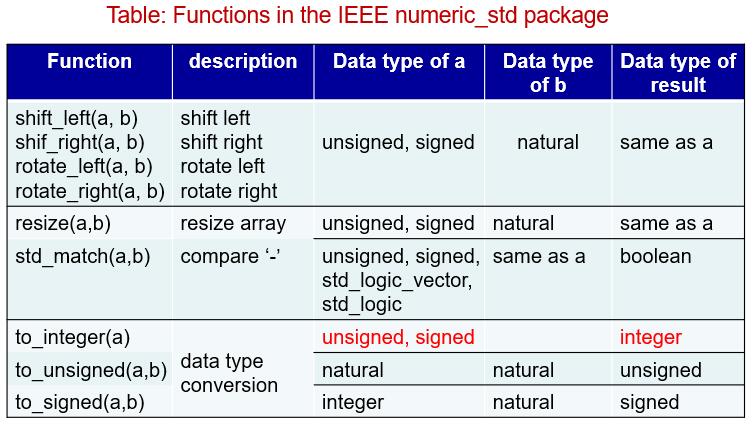 Table: Functions in the IEEE numeric_std package
Function description Data type of a Data type of b Data type of result
shift_left(a, b) shift left
shif_right(a, b) shift right unsigned, signed natural same as a
rotate_left(a, b) rotate left
rotate_right(a, b) rotate right
resize(a,b) resize array unsigned, signed natural same as a
std_match(a,b) compare ‘-’ unsigned, signed, same as a boolean
std_logic_vector,
std_logic
to_integer(a) unsigned, signed integer
data type conversion
to_unsigned(a,b) natural natural unsigned
to_signed(a,b) integer natural signed